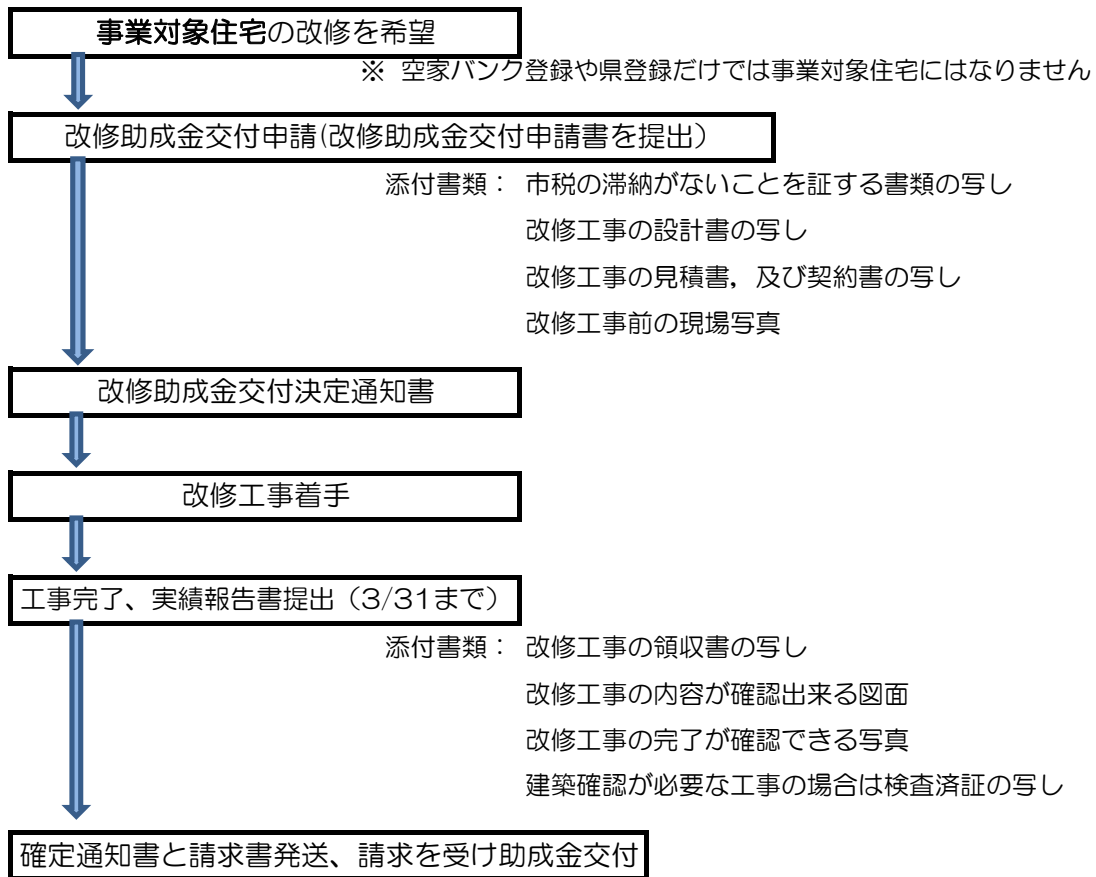 事業対象住宅の改修を希望
※ 空家バンク登録や県登録だけでは事業対象住宅にはなりません
改修助成金交付申請(改修助成金交付申請書を提出）
添付書類： 市税の滞納がないことを証する書類の写し
改修工事の設計書の写し
改修工事の見積書，及び契約書の写し
改修工事前の現場写真
改修助成金交付決定通知書
改修工事着手
工事完了、実績報告書提出（3/31まで）
添付書類： 改修工事の領収書の写し
改修工事の内容が確認出来る図面
改修工事の完了が確認できる写真
建築確認が必要な工事の場合は検査済証の写し
確定通知書と請求書発送、請求を受け助成金交付